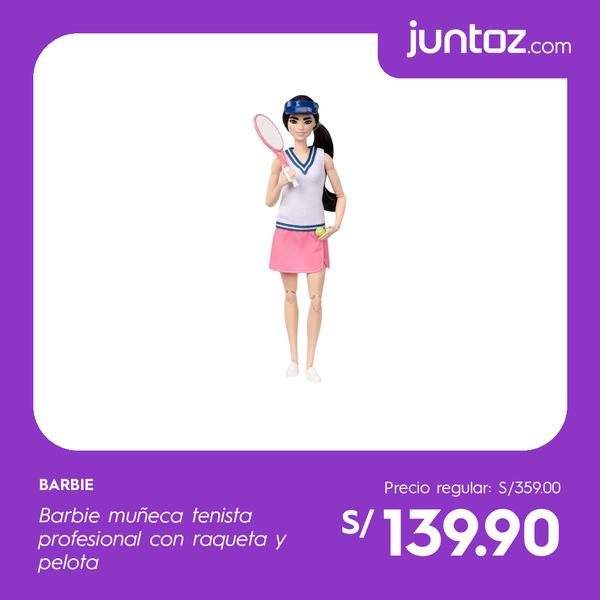 juntoz.com
BARBIE
Barbie muñeca tenista
profesional con raqueta y
pelota
Precio regular: S/359.00
S/139.90